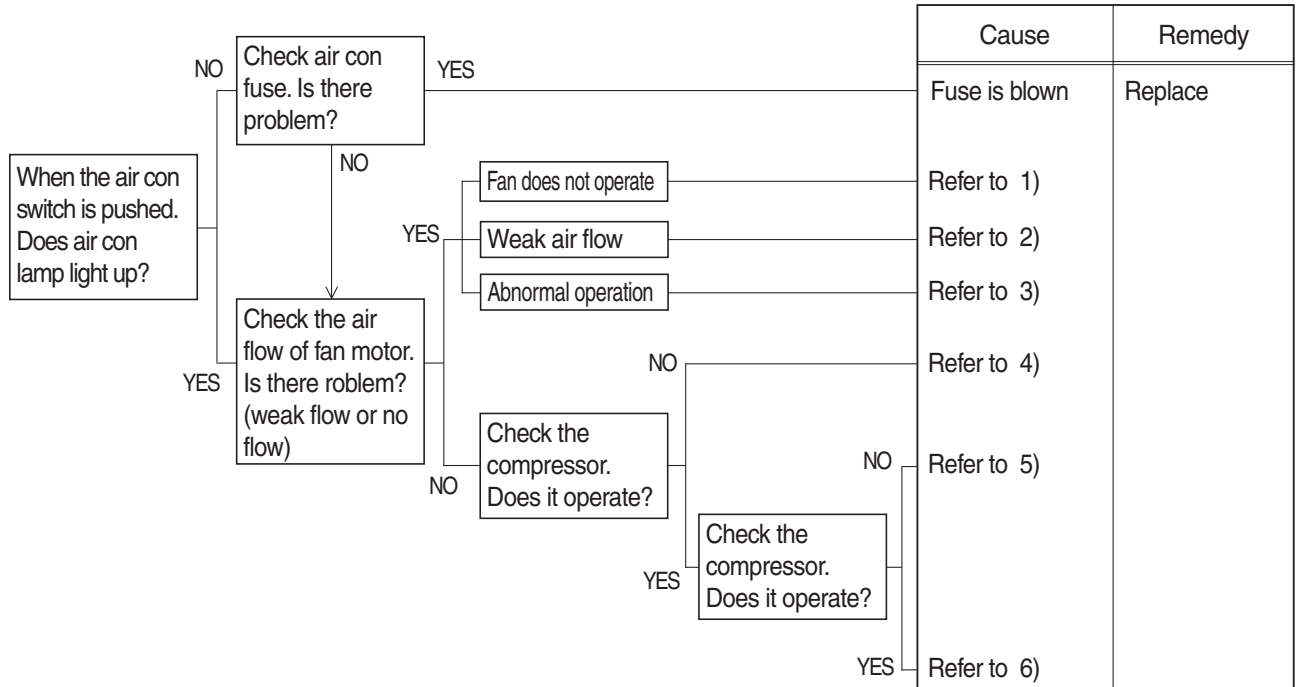 Cause
Remedy
NO
Check air con
fuse. Is there
problem?
YES
Fuse is blown
Replace
NO
When the air con
switch is pushed.
Does air con
lamp light up?
YES
Fan does not operate
Refer to 1)
Weak air flow
Refer to 2)
Abnormal operation
Refer to 3)
YES
Check the air
flow of fan motor.
Is there roblem?
(weak flow or no
flow)
NO
Refer to 4)
NO
Check the
compressor.
Does it operate?
NO
Refer to 5)
YES
Check the
compressor.
Does it operate?
YES
Refer to 6)